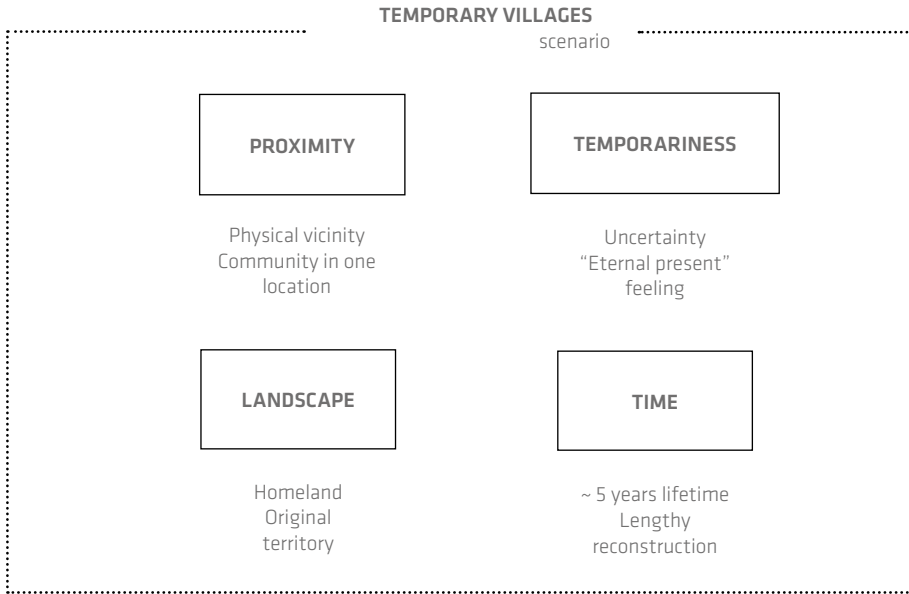 TEMPORARY VILLAGES
scenario
PROXIMITY
Physical vicinity
Community in one
location
TEMPORARINESS
Uncertainty
“Eternal present”
feeling
LANDSCAPE
Homeland
Original
territory
TIME
~ 5 years lifetime
Lengthy
reconstruction